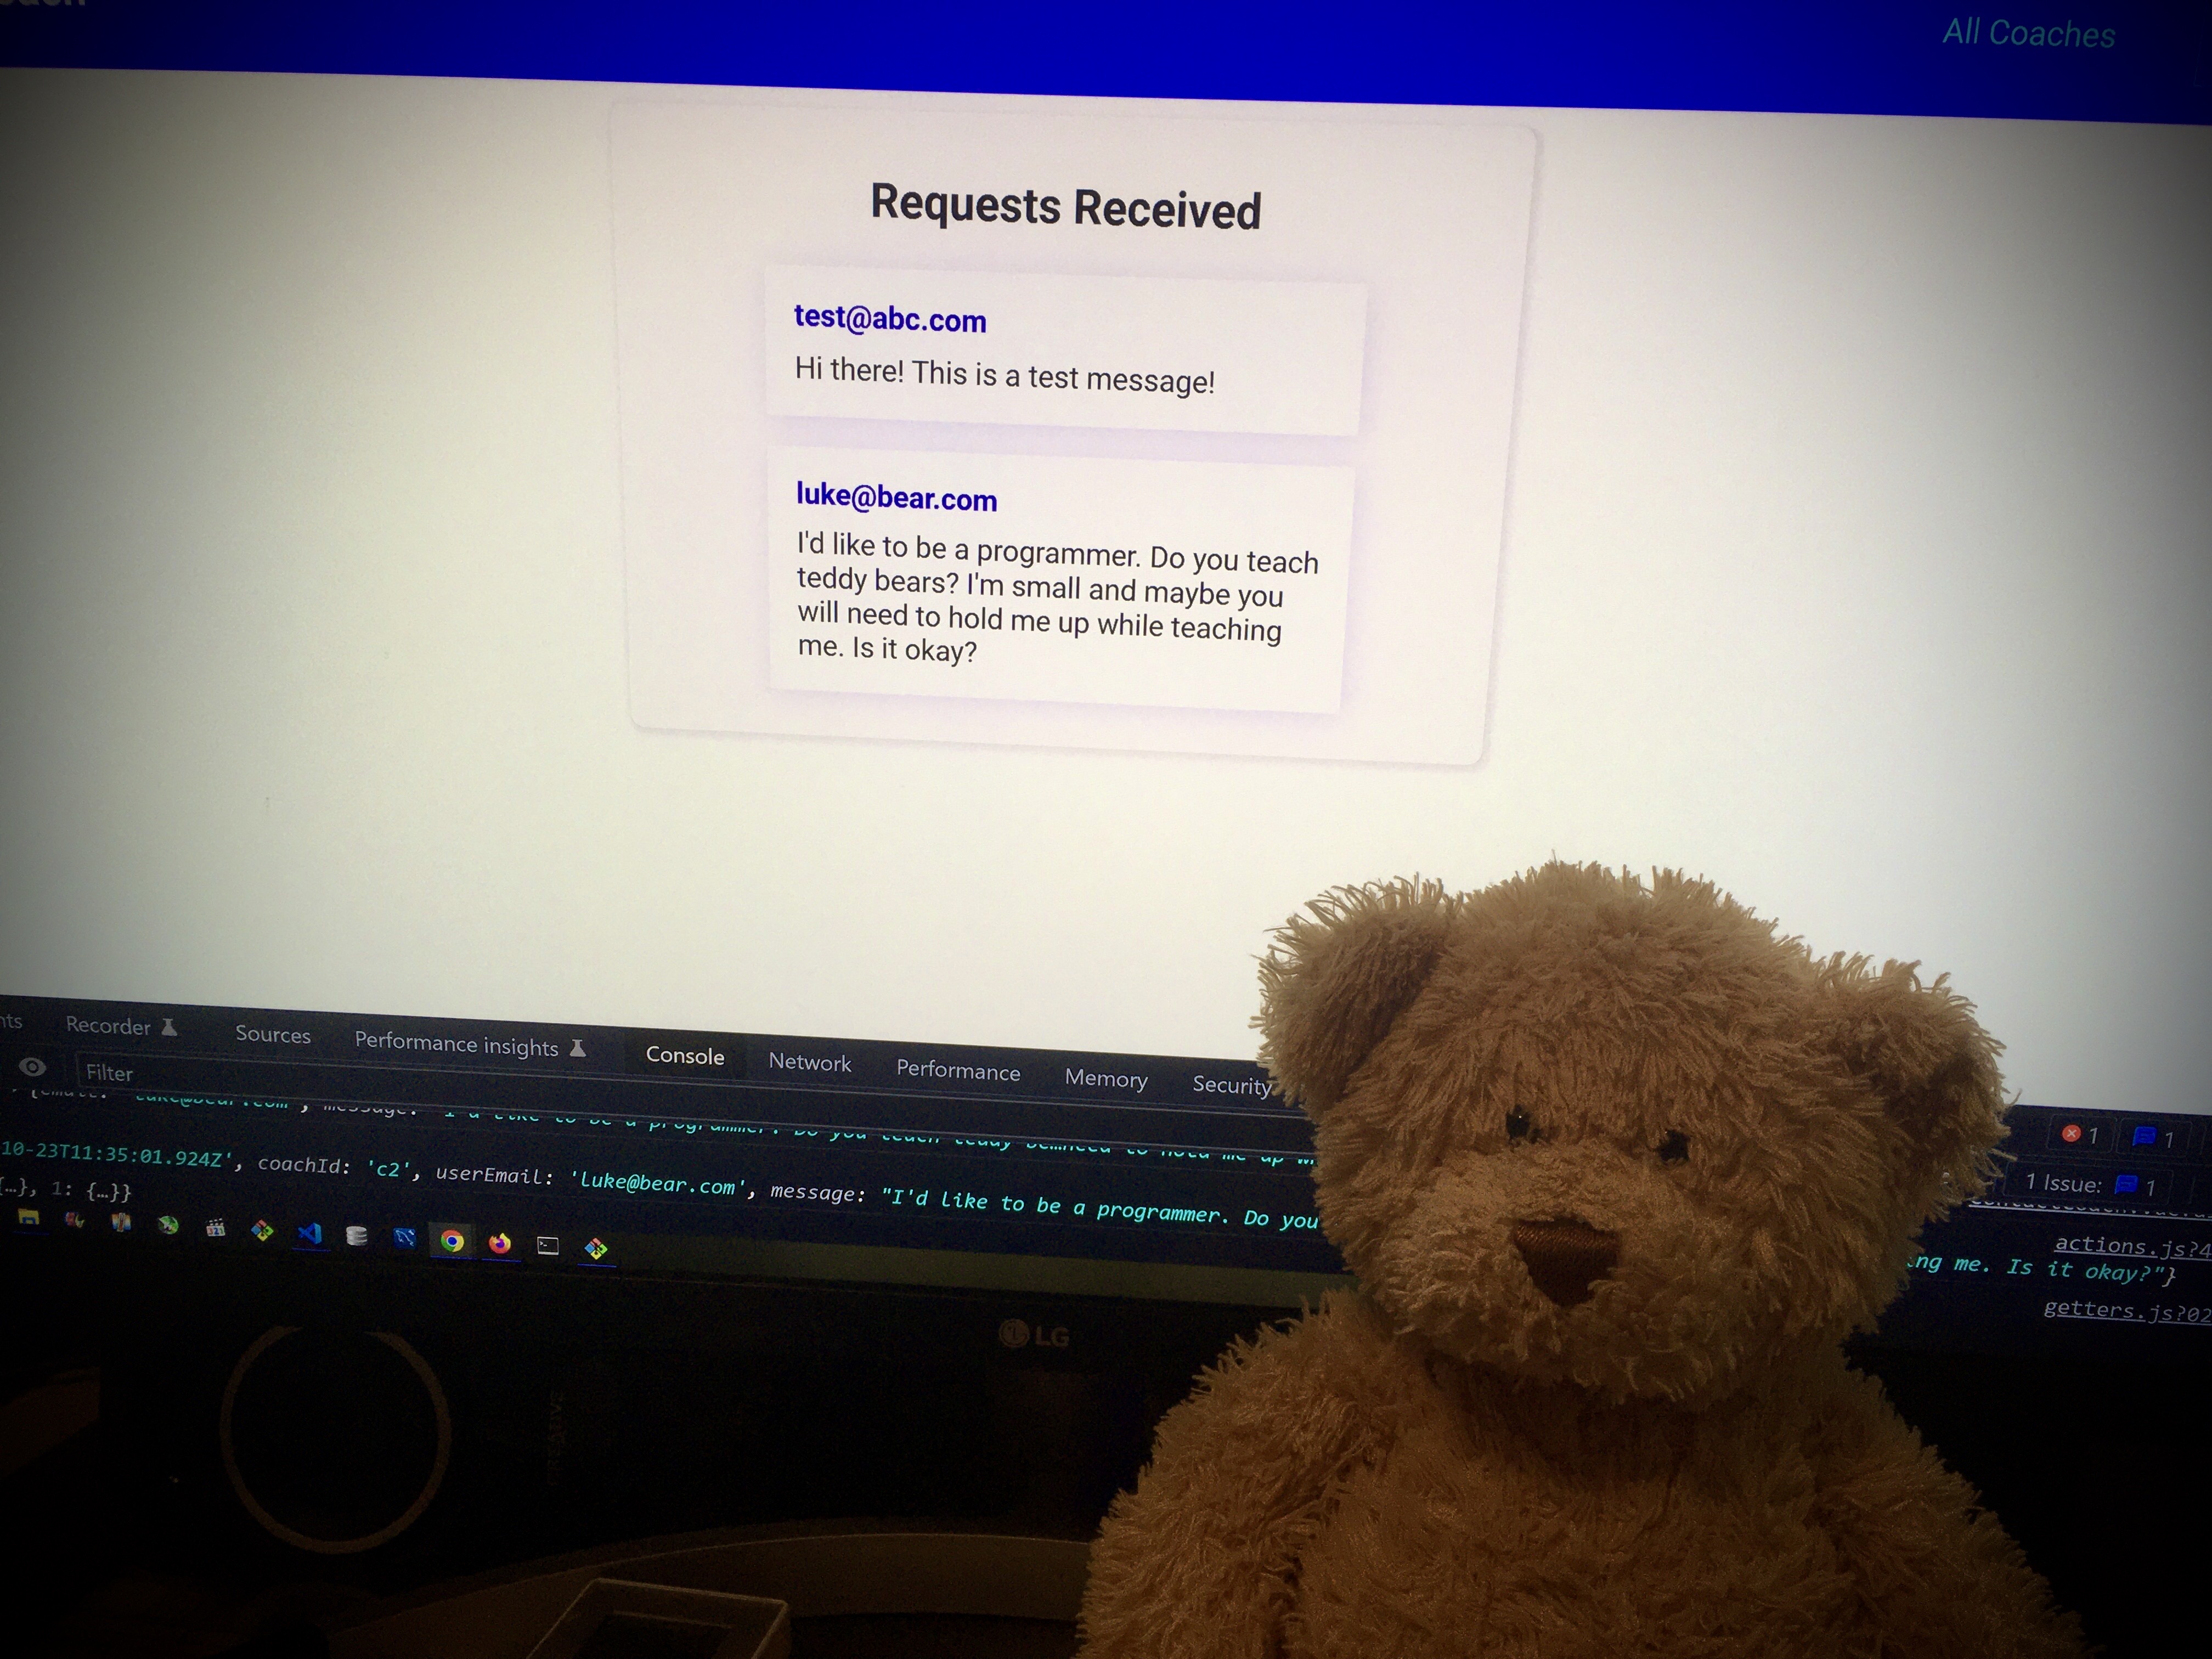 All Coaches
Requests Received
test@abc.com
Hi there! This is a test message!
luke@bear.com
I'd like to be a programmer. Do you teach
teddy bears? I'm small and maybe you
will need to hold me up while teaching
me. Is it okay?
Recorder
Sources
Performance insights
Console
Network
Performance
Memory
Security
Filter
1
1
10-23T11:35:01.924Z', coachId: 'c2', userEmail: 'luke@bear.com', message: "I'd like to be a programmer. Do you
ng me. Is it okay?"}
{…}, 1: {…}}
1 Issue: 1
actions.js?4
getters.js?02
LG